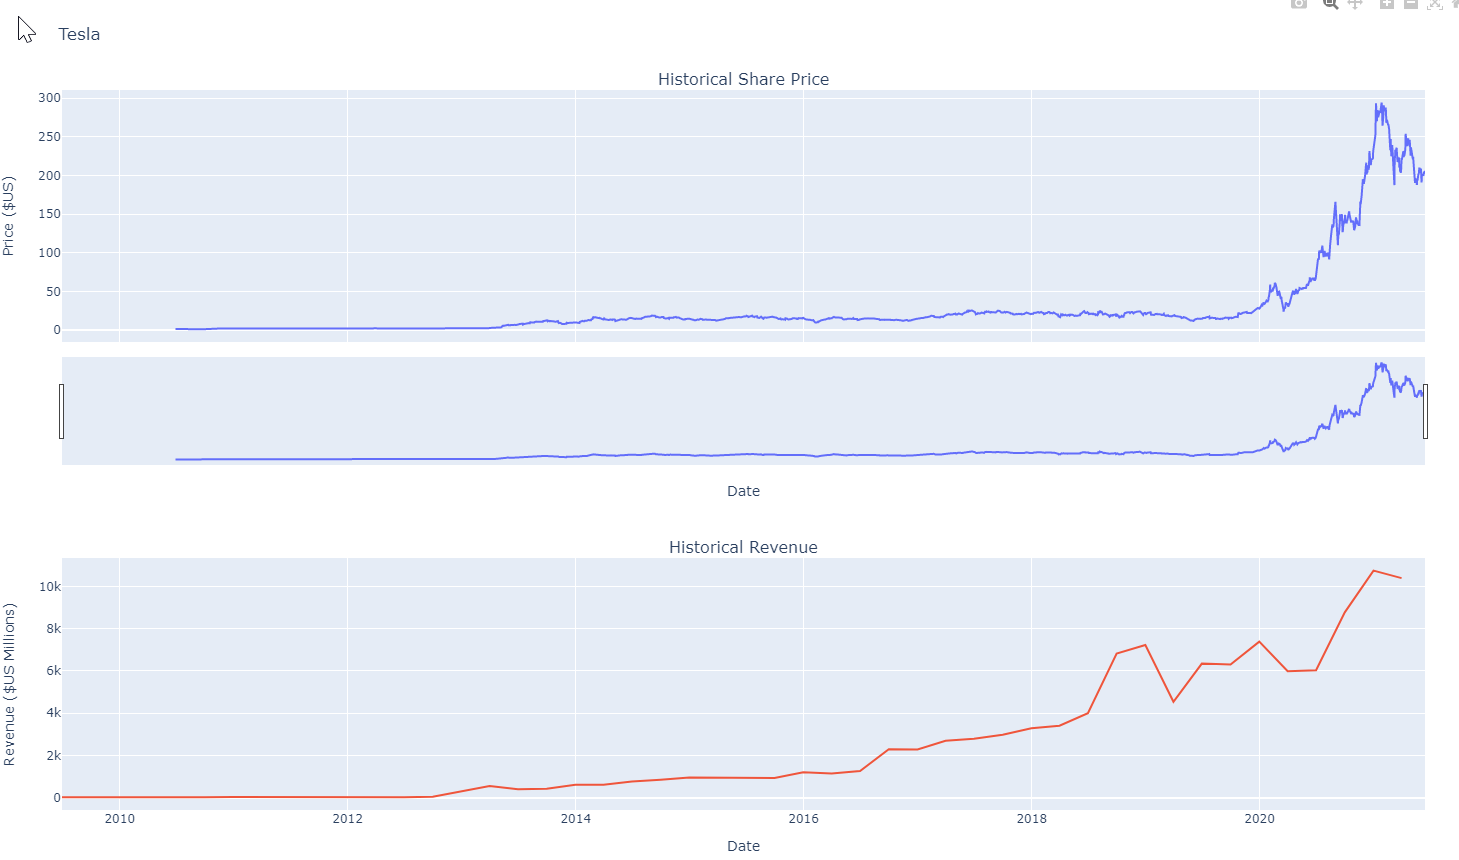 Tesla
Historical Share Price
300
250
200
150
100
50
0
Price ($US)
Date
Historical Revenue
10k
8k
6k
4k
2k
0
Revenue ($US Millions)
2010 2012 2014 2016 2018 2020
Date